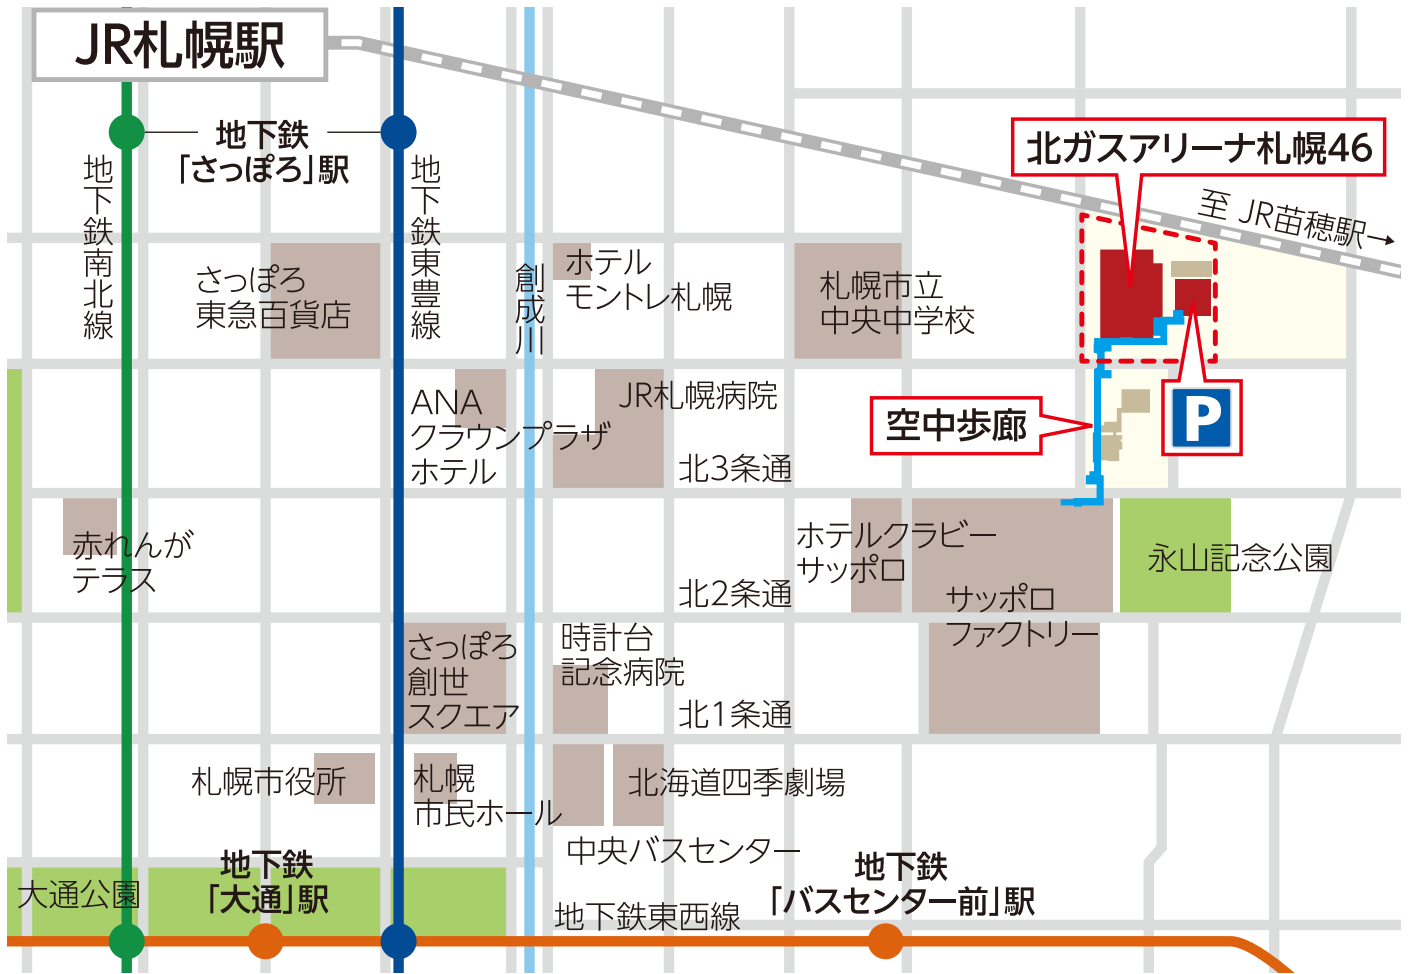 JR札幌駅
地下鉄
「さっぽろ」駅
北ガスアリーナ札幌46
至 JR苗穂駅→
地下鉄南北線
地下鉄東豊線
さっぽろ
東急百貨店
創成川
ホテル
モントレ札幌
札幌市立
中央中学校
ANA
クラウンプラザ
ホテル
JR札幌病院
空中歩廊
P
北3条通
赤れんが
テラス
ホテルクラビー
サッポロ
永山記念公園
北2条通
サッポロ
ファクトリー
さっぽろ
創世
スクエア
時計台
記念病院
北1条通
札幌市役所
札幌
市民ホール
北海道四季劇場
中央バスセンター
大通公園
地下鉄
「大通」駅
地下鉄
「バスセンター前」駅
地下鉄東西線